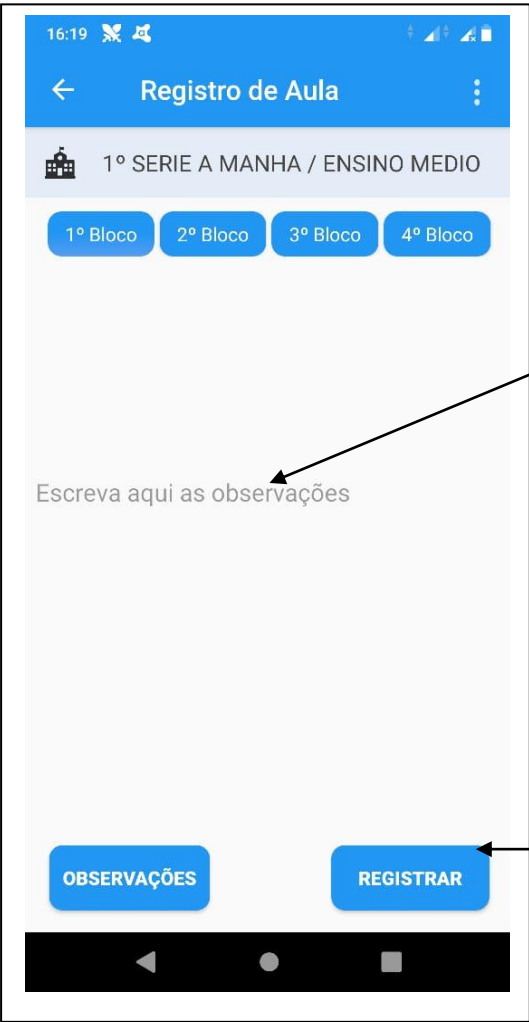 16:19
Registro de Aula
1º SERIE A MANHA / ENSINO MEDIO
1º Bloco 2º Bloco 3º Bloco 4º Bloco
Escreva aqui as observações
OBSERVAÇÕES REGISTRAR